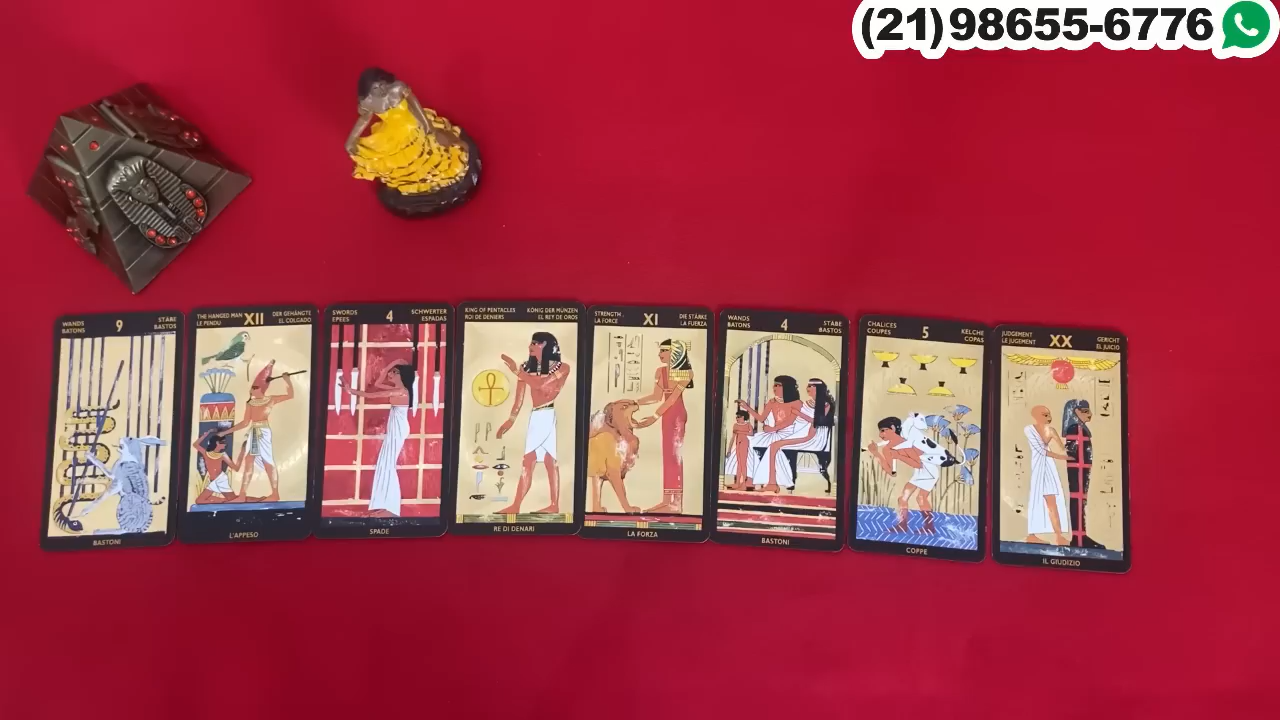 (21)98655-6776
WANDS
BATONS
9
STÄBE
BASTOS
BASTONI
THE HANGED MAN
LE PENDU
XII
DER GEHÄNGTE
EL COLGADO
L'APPESO
SWORDS
EPEES
4
SCHWERTER
ESPADAS
SPADE
KING OF PENTACLES
ROI DE DENIERS
KÖNIG DER MÜNZEN
EL REY DE OROS
RE DI DENARI
STRENGTH
LA FORCE
XI
DIE STÄRKE
LA FUERZA
LA FORZA
WANDS
BATONS
4
STÄBE
BASTOS
BASTONI
CHALICES
COUPES
5
KELCHE
COPAS
COPPE
JUDGEMENT
LE JUGEMENT
XX
GERICHT
EL JUICIO
IL GIUDIZIO